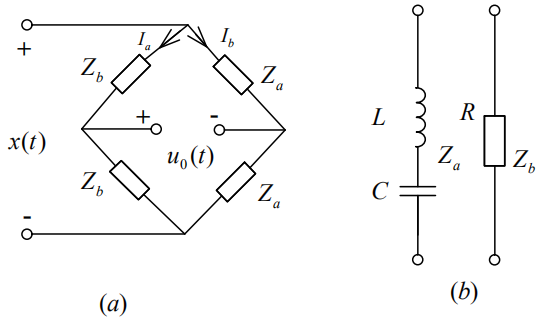 +
I_a
I_b
Z_b
Z_a
+
-
x(t)
u_0(t)
Z_b
Z_a
-
(a)
L
R
Z_a
Z_b
C
(b)